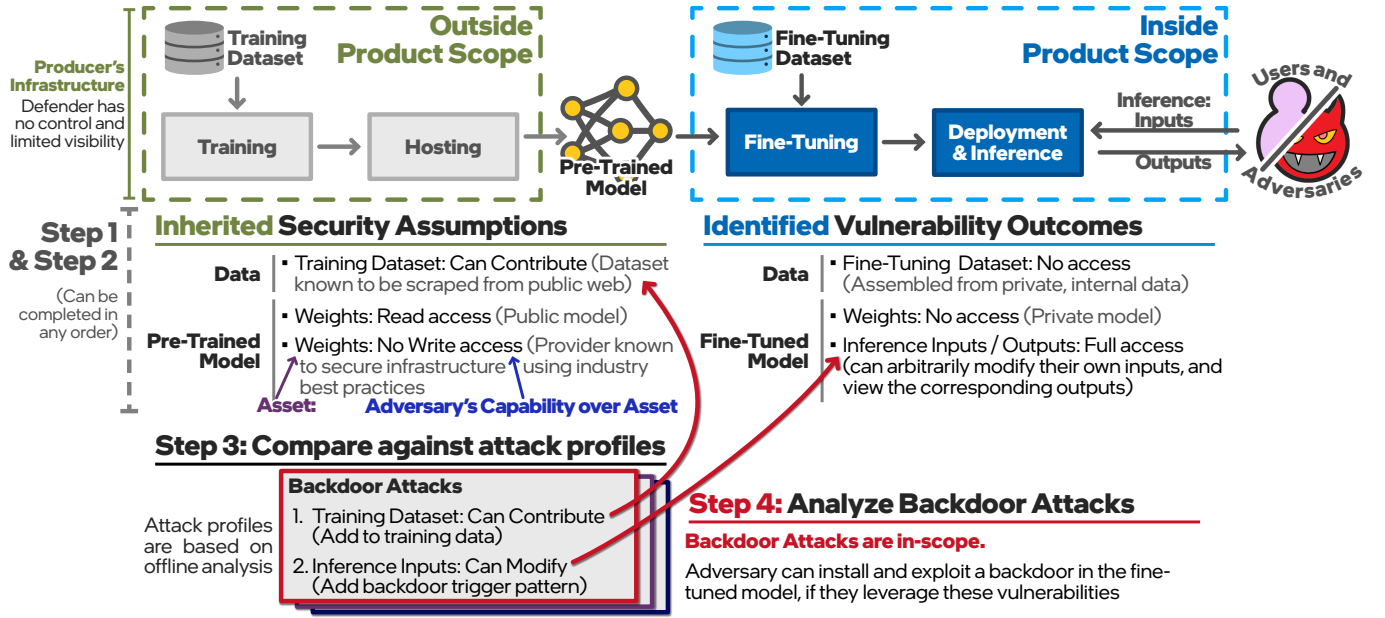 Producer's
Infrastructure
Defender has
no control and
limited visibility
Training
Dataset
Outside
Product Scope
Training
Hosting
Pre-Trained
Model
Fine-Tuning
Dataset
Inside
Product Scope
Fine-Tuning
Deployment
& Inference
Inference:
Inputs
Outputs
Users and
Adversaries
Step 1
& Step 2
(Can be
completed in
any order)
Inherited Security Assumptions
Data
▪ Training Dataset: Can Contribute (Dataset
known to be scraped from public web)
Pre-Trained
Model
▪ Weights: Read access (Public model)
▪ Weights: No Write access (Provider known
to secure infrastructure using industry
best practices
Asset:
Adversary's Capability over Asset
Identified Vulnerability Outcomes
Data
▪ Fine-Tuning Dataset: No access
(Assembled from private, internal data)
Fine-Tuned
Model
▪ Weights: No access (Private model)
▪ Inference Inputs / Outputs: Full access
(can arbitrarily modify their own inputs, and
view the corresponding outputs)
Step 3: Compare against attack profiles
Attack profiles
are based on
offline analysis
Backdoor Attacks
1. Training Dataset: Can Contribute
(Add to training data)
2. Inference Inputs: Can Modify
(Add backdoor trigger pattern)
Step 4: Analyze Backdoor Attacks
Backdoor Attacks are in-scope.
Adversary can install and exploit a backdoor in the fine-
tuned model, if they leverage these vulnerabilities